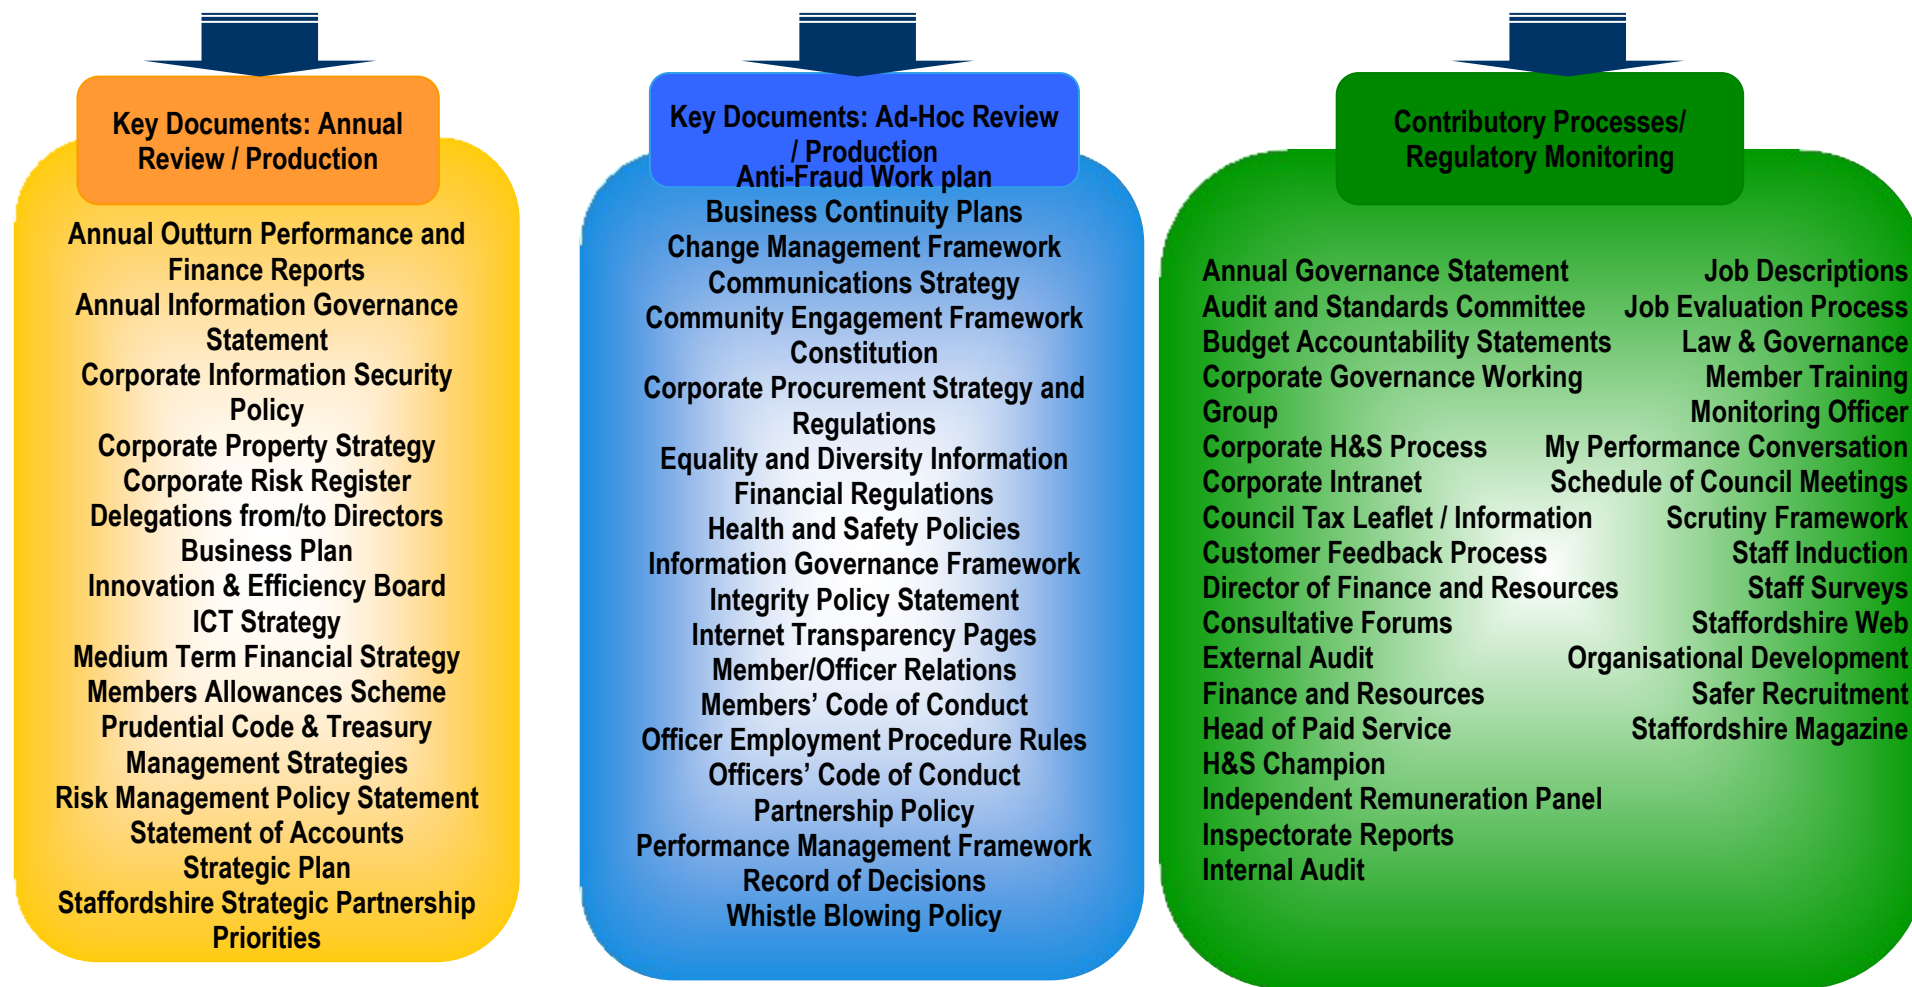 Key Documents: Annual
Review / Production
Annual Outturn Performance and
Finance Reports
Annual Information Governance
Statement
Corporate Information Security
Policy
Corporate Property Strategy
Corporate Risk Register
Delegations from/to Directors
Business Plan
Innovation & Efficiency Board
ICT Strategy
Medium Term Financial Strategy
Members Allowances Scheme
Prudential Code & Treasury
Management Strategies
Risk Management Policy Statement
Statement of Accounts
Strategic Plan
Staffordshire Strategic Partnership
Priorities
Key Documents: Ad-Hoc Review
/ Production
Anti-Fraud Work plan
Business Continuity Plans
Change Management Framework
Communications Strategy
Community Engagement Framework
Constitution
Corporate Procurement Strategy and
Regulations
Equality and Diversity Information
Financial Regulations
Health and Safety Policies
Information Governance Framework
Integrity Policy Statement
Internet Transparency Pages
Member/Officer Relations
Members’ Code of Conduct
Officer Employment Procedure Rules
Officers’ Code of Conduct
Partnership Policy
Performance Management Framework
Record of Decisions
Whistle Blowing Policy
Contributory Processes/
Regulatory Monitoring
Annual Governance Statement
Audit and Standards Committee
Budget Accountability Statements
Corporate Governance Working
Group
Corporate H&S Process
Corporate Intranet
Council Tax Leaflet / Information
Customer Feedback Process
Director of Finance and Resources
Consultative Forums
External Audit
Finance and Resources
Head of Paid Service
H&S Champion
Independent Remuneration Panel
Inspectorate Reports
Internal Audit
Job Descriptions
Job Evaluation Process
Law & Governance
Member Training
Monitoring Officer
My Performance Conversation
Schedule of Council Meetings
Scrutiny Framework
Staff Induction
Staff Surveys
Staffordshire Web
Organisational Development
Safer Recruitment
Staffordshire Magazine